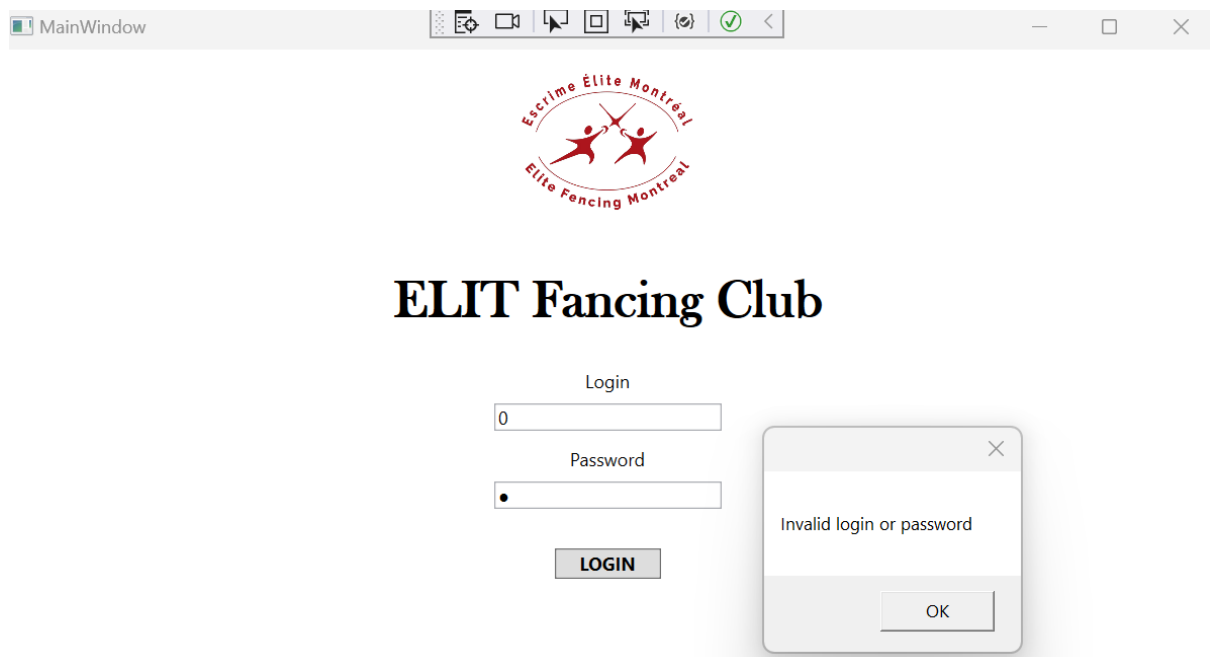 MainWindow
Escrime Élite Montréal
Elite Fencing Montreal
ELIT Fancing Club
Login
0
Password
Invalid login or password
LOGIN
OK